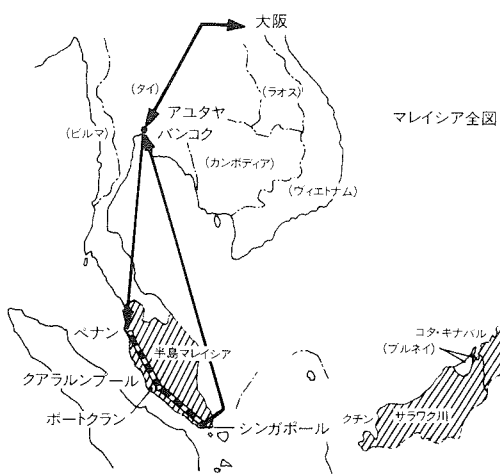 大阪
(タイ)
アユタヤ
バンコク
(ラオス)
(ビルマ)
(カンボディア)
(ヴィエトナム)
マレイシア全図
ペナン
半島マレイシア
クアラルンプール
ポートクラン
シンガポール
コタ・キナバル
(ブルネイ)
クチン
サラワク川